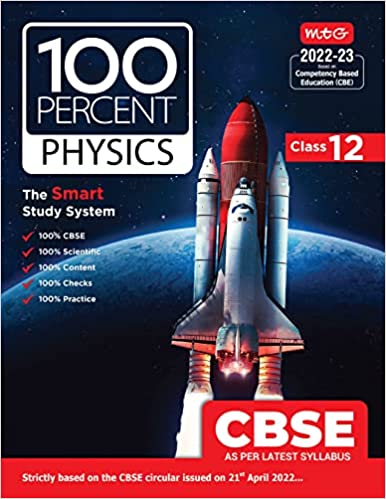 100
PERCENT
PHYSICS
mtG
2022-23
Based on
Competency Based
Education (CBE)
Class 12
The Smart
Study System
100% CBSE
100% Scientific
100% Content
100% Checks
100% Practice
CBSE
AS PER LATEST SYLLABUS
Strictly based on the CBSE circular issued on 21st April 2022...